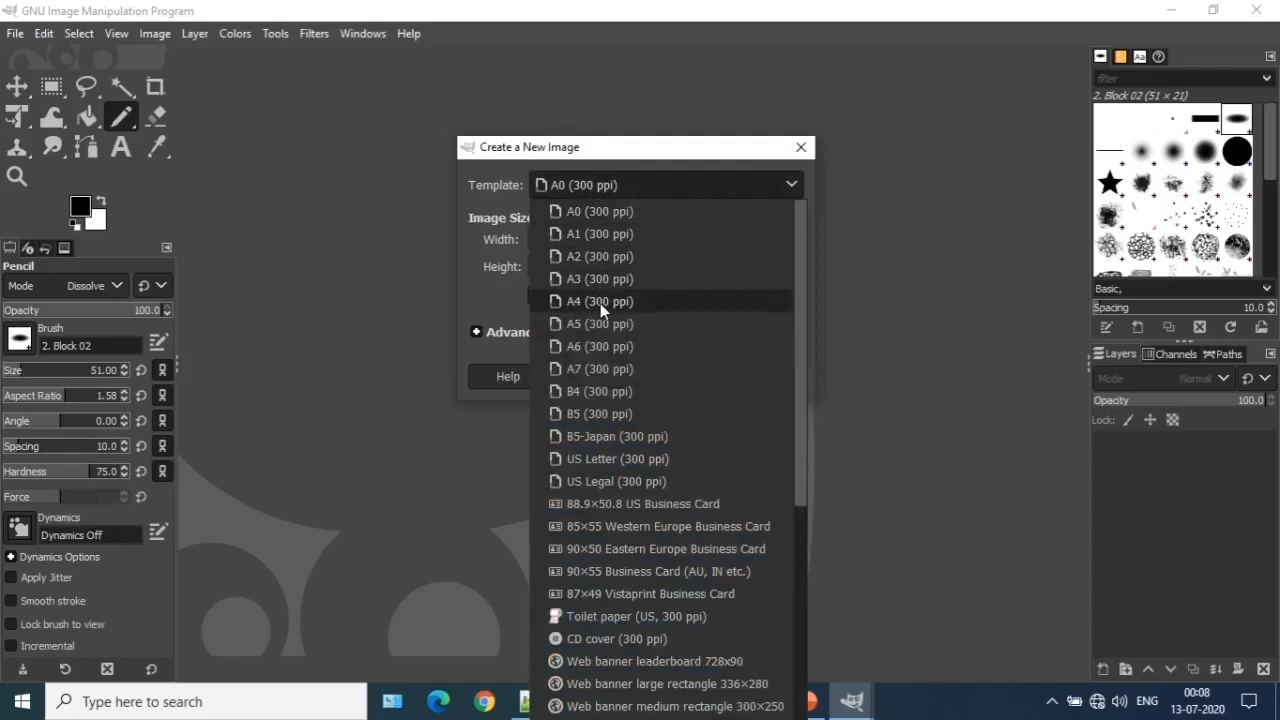 GNU Image Manipulation Program
File Edit Select View Image Layer Colors Tools Filters Windows Help
filter
2. Block 02 (51 × 21)
Create a New Image
Template: A0 (300 ppi)
A0 (300 ppi)
Image Size
A1 (300 ppi)
Width:
A2 (300 ppi)
Height:
A3 (300 ppi)
A4 (300 ppi)
A5 (300 ppi)
Advan
A6 (300 ppi)
A7 (300 ppi)
Help
B4 (300 ppi)
B5 (300 ppi)
B5-Japan (300 ppi)
US Letter (300 ppi)
US Legal (300 ppi)
88.9×50.8 US Business Card
85×55 Western Europe Business Card
90×50 Eastern Europe Business Card
90×55 Business Card (AU, IN etc.)
87×49 Vistaprint Business Card
Toilet paper (US, 300 ppi)
CD cover (300 ppi)
Web banner leaderboard 728x90
Web banner large rectangle 336×280
Web banner medium rectangle 300×250
Pencil
Mode Dissolve
Opacity 100.0
Brush
2. Block 02
Size 51.00
Aspect Ratio 1.58
Angle 0.00
Spacing 10.0
Hardness 75.0
Force
Dynamics
Dynamics Off
Dynamics Options
Apply Jitter
Smooth stroke
Lock brush to view
Incremental
Basic,
Spacing 10.0
Layers Channels Paths
Mode Normal
Opacity 100.0
Lock:
Type here to search
ENG
00:08
13-07-2020